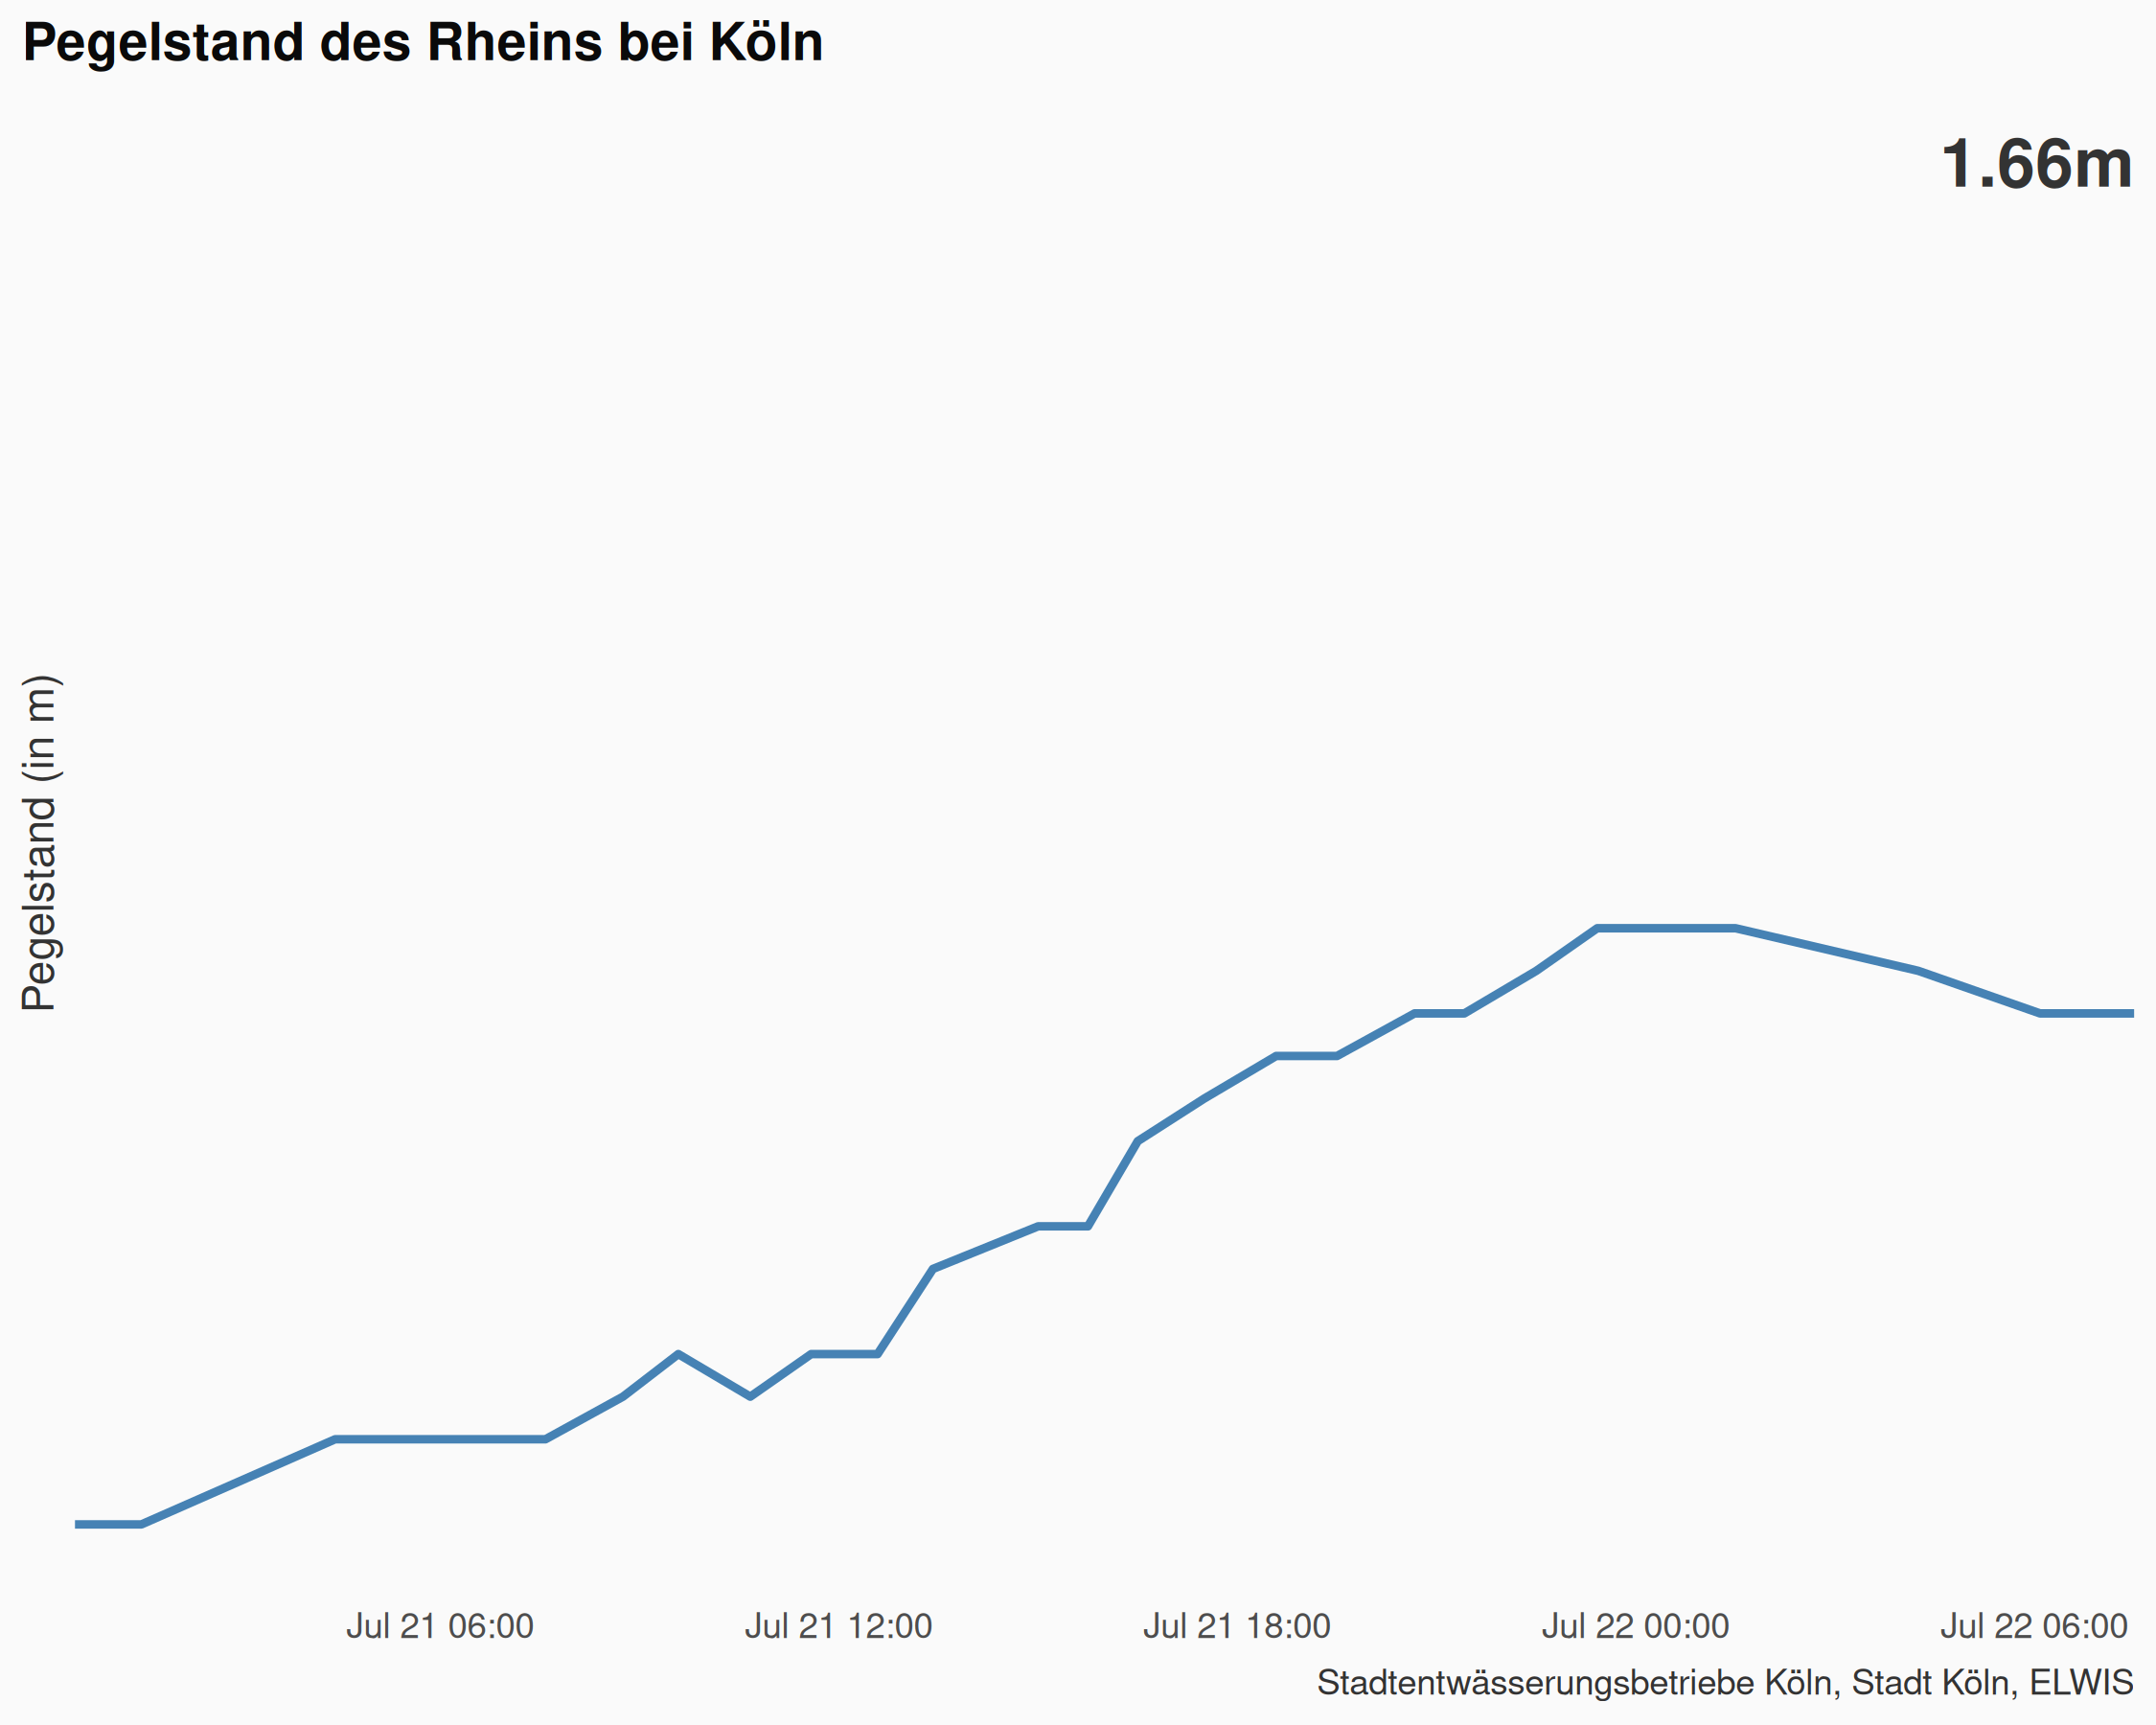 Pegelstand des Rheins bei Köln
1.66m
Pegelstand (in m)
Jul 21 06:00
Jul 21 12:00
Jul 21 18:00
Jul 22 00:00
Jul 22 06:00
Stadtentwässerungsbetriebe Köln, Stadt Köln, ELWIS